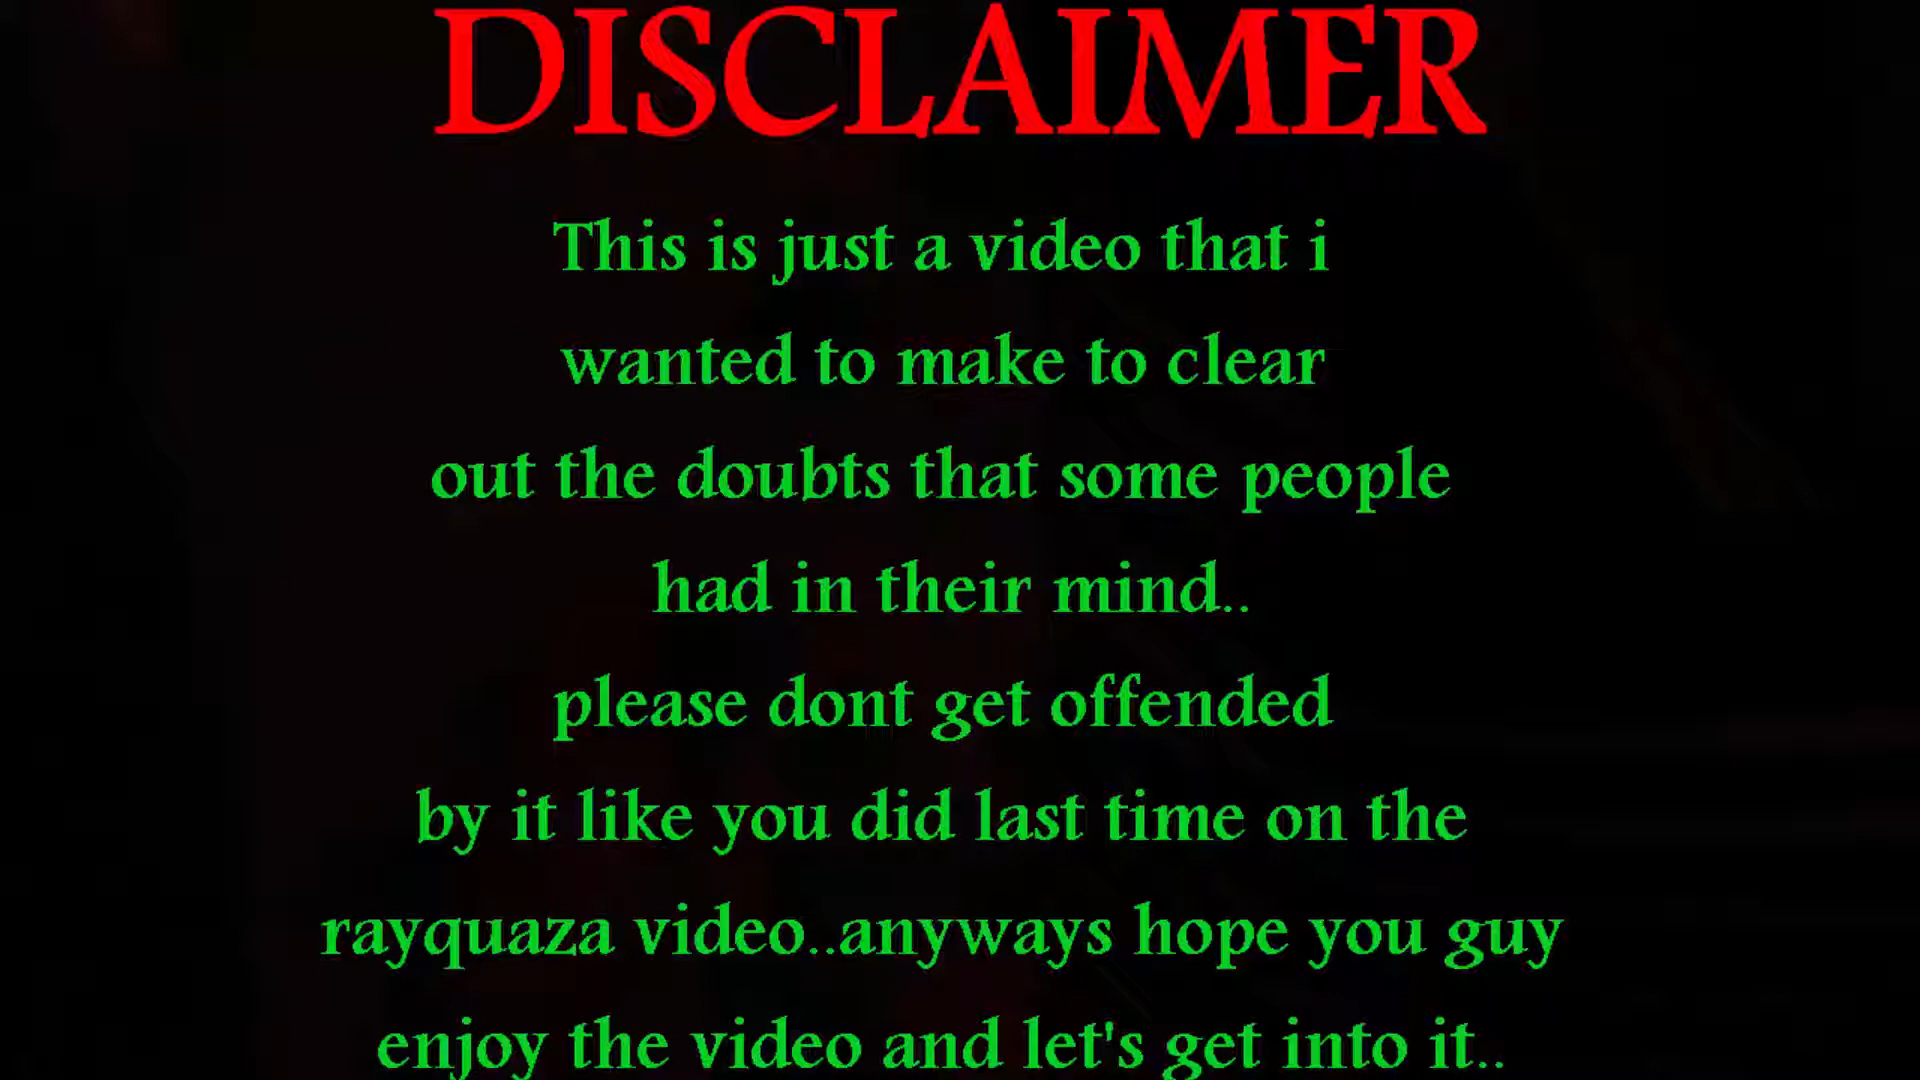 DISCLAIMER
This is just a video that i
wanted to make to clear
out the doubts that some people
had in their mind..
please dont get offended
by it like you did last time on the
rayquaza video..anyways hope you guy
enjoy the video and let's get into it..